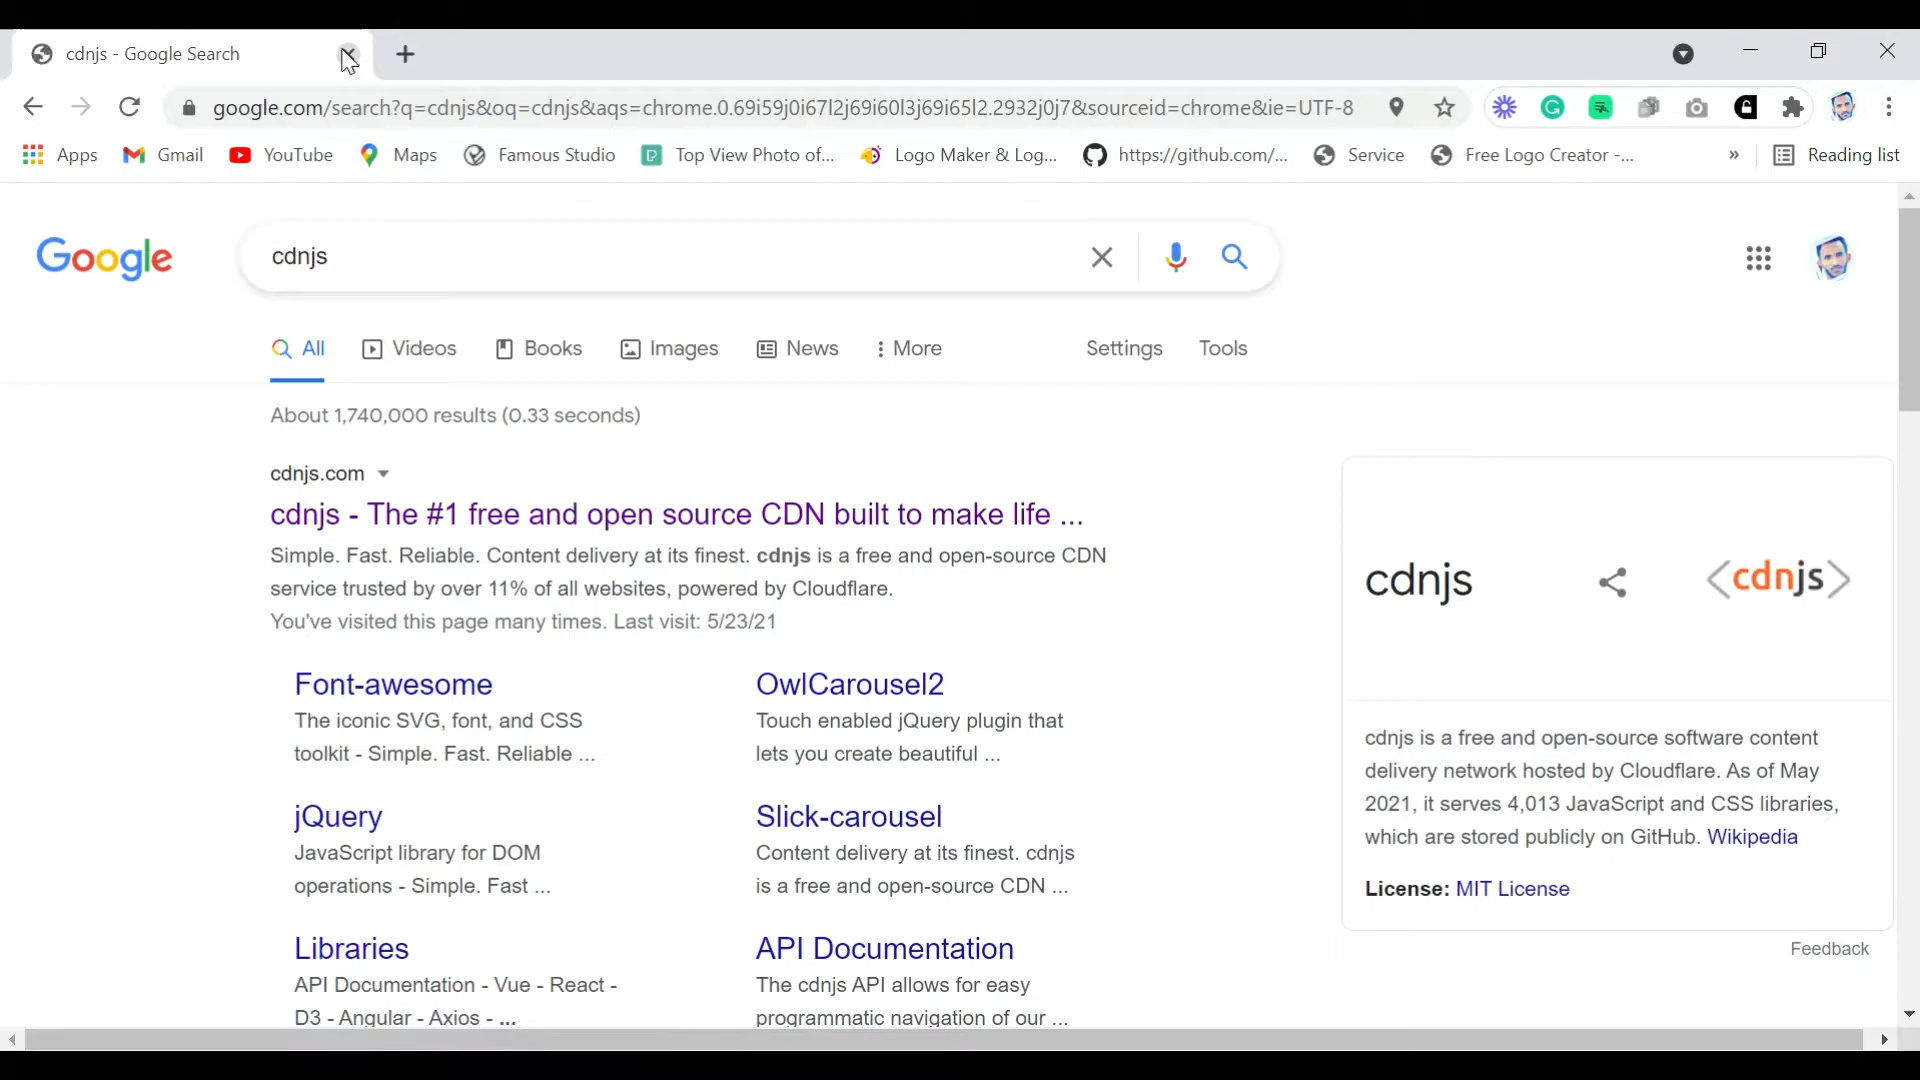 cdnjs - Google Search
google.com/search?q=cdnjs&oq=cdnjs&aqs=chrome.0.69i59j0i67l2j69i60l3j69i65l2.2932j0j7&sourceid=chrome&ie=UTF-8
Apps Gmail YouTube Maps Famous Studio Top View Photo of... Logo Maker & Log... https://github.com/... Service Free Logo Creator -... » Reading list
Google
cdnjs
All Videos Books Images News More Settings Tools
About 1,740,000 results (0.33 seconds)
cdnjs.com
cdnjs - The #1 free and open source CDN built to make life ...
Simple. Fast. Reliable. Content delivery at its finest. cdnjs is a free and open-source CDN
service trusted by over 11% of all websites, powered by Cloudflare.
You've visited this page many times. Last visit: 5/23/21
Font-awesome
The iconic SVG, font, and CSS
toolkit - Simple. Fast. Reliable ...
OwlCarousel2
Touch enabled jQuery plugin that
lets you create beautiful ...
jQuery
JavaScript library for DOM
operations - Simple. Fast ...
Slick-carousel
Content delivery at its finest. cdnjs
is a free and open-source CDN ...
Libraries
API Documentation - Vue - React -
D3 - Angular - Axios - ...
API Documentation
The cdnjs API allows for easy
programmatic navigation of our ...
cdnjs
<cdnjs>
cdnjs is a free and open-source software content
delivery network hosted by Cloudflare. As of May
2021, it serves 4,013 JavaScript and CSS libraries,
which are stored publicly on GitHub. Wikipedia
License: MIT License
Feedback